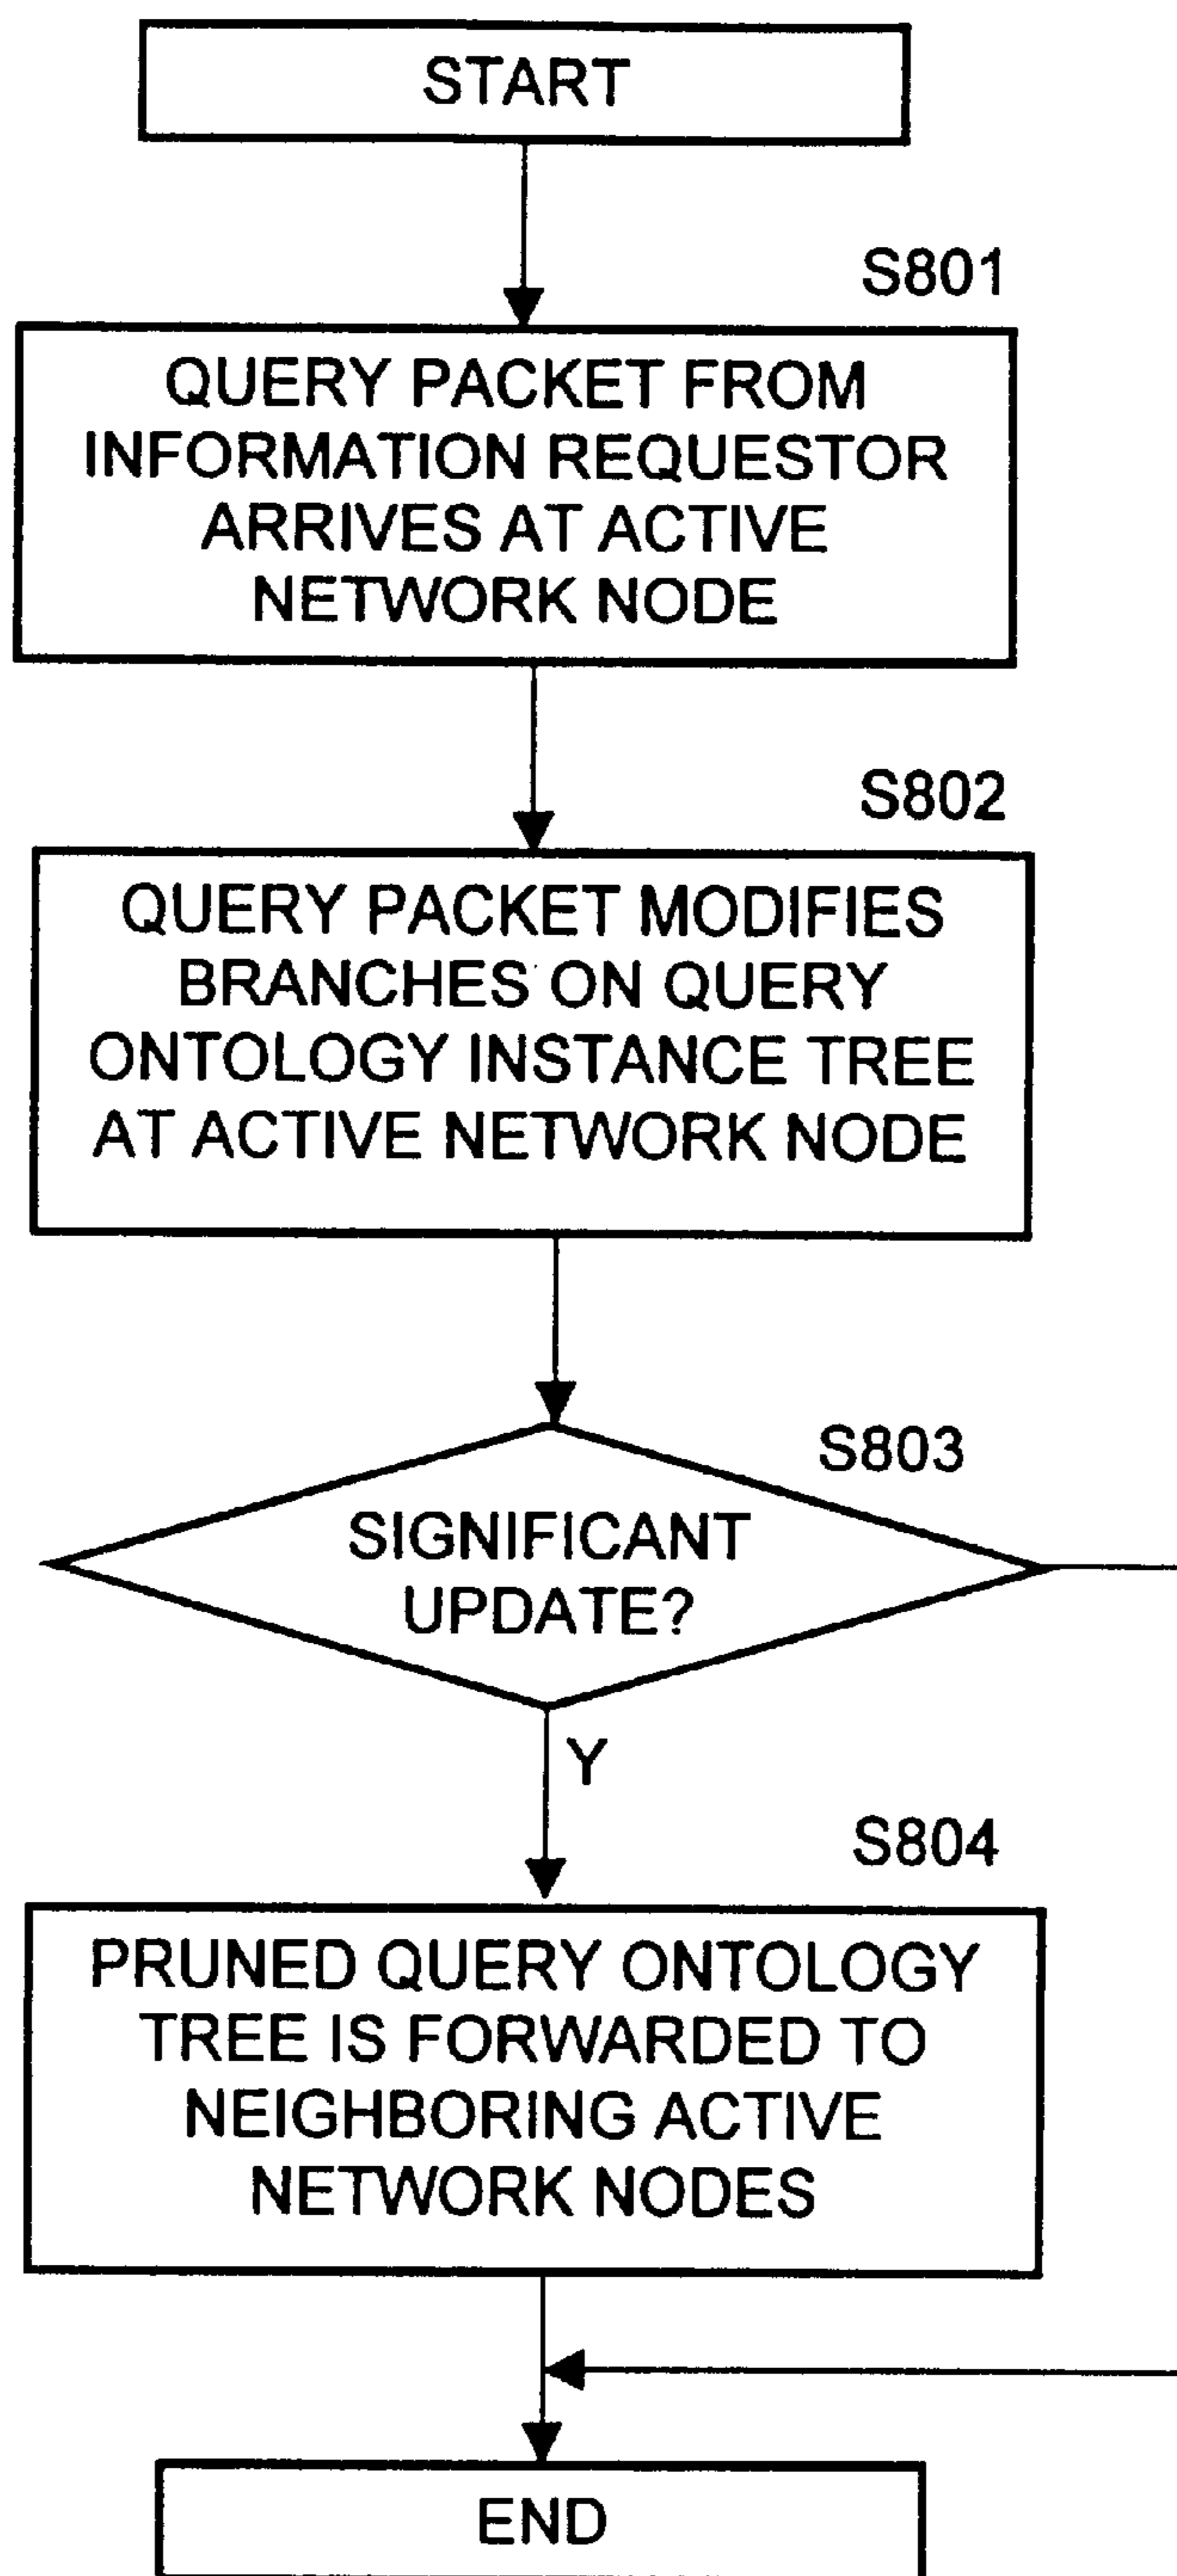 START
S801
QUERY PACKET FROM
INFORMATION REQUESTOR
ARRIVES AT ACTIVE
NETWORK NODE
S802
QUERY PACKET MODIFIES
BRANCHES ON QUERY
ONTOLOGY INSTANCE TREE
AT ACTIVE NETWORK NODE
S803
SIGNIFICANT
UPDATE?
Y
S804
PRUNED QUERY ONTOLOGY
TREE IS FORWARDED TO
NEIGHBORING ACTIVE
NETWORK NODES
END